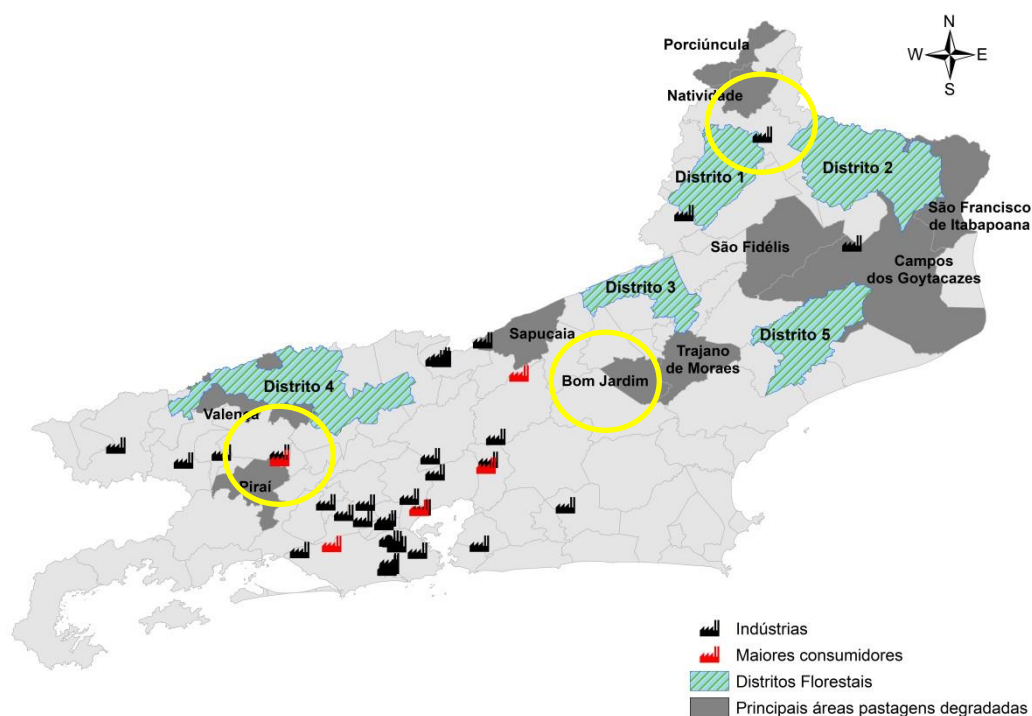 Porciúncula
N
W
E
S
Natividade
Distrito 1
Distrito 2
São Francisco
de Itabapoana
São Fidélis
Campos
dos Goytacazes
Distrito 3
Sapucaia
Distrito 5
Trajano
de Moraes
Bom Jardim
Distrito 4
Valença
Piraí
Indústrias
Maiores consumidores
Distritos Florestais
Principais áreas pastagens degradadas